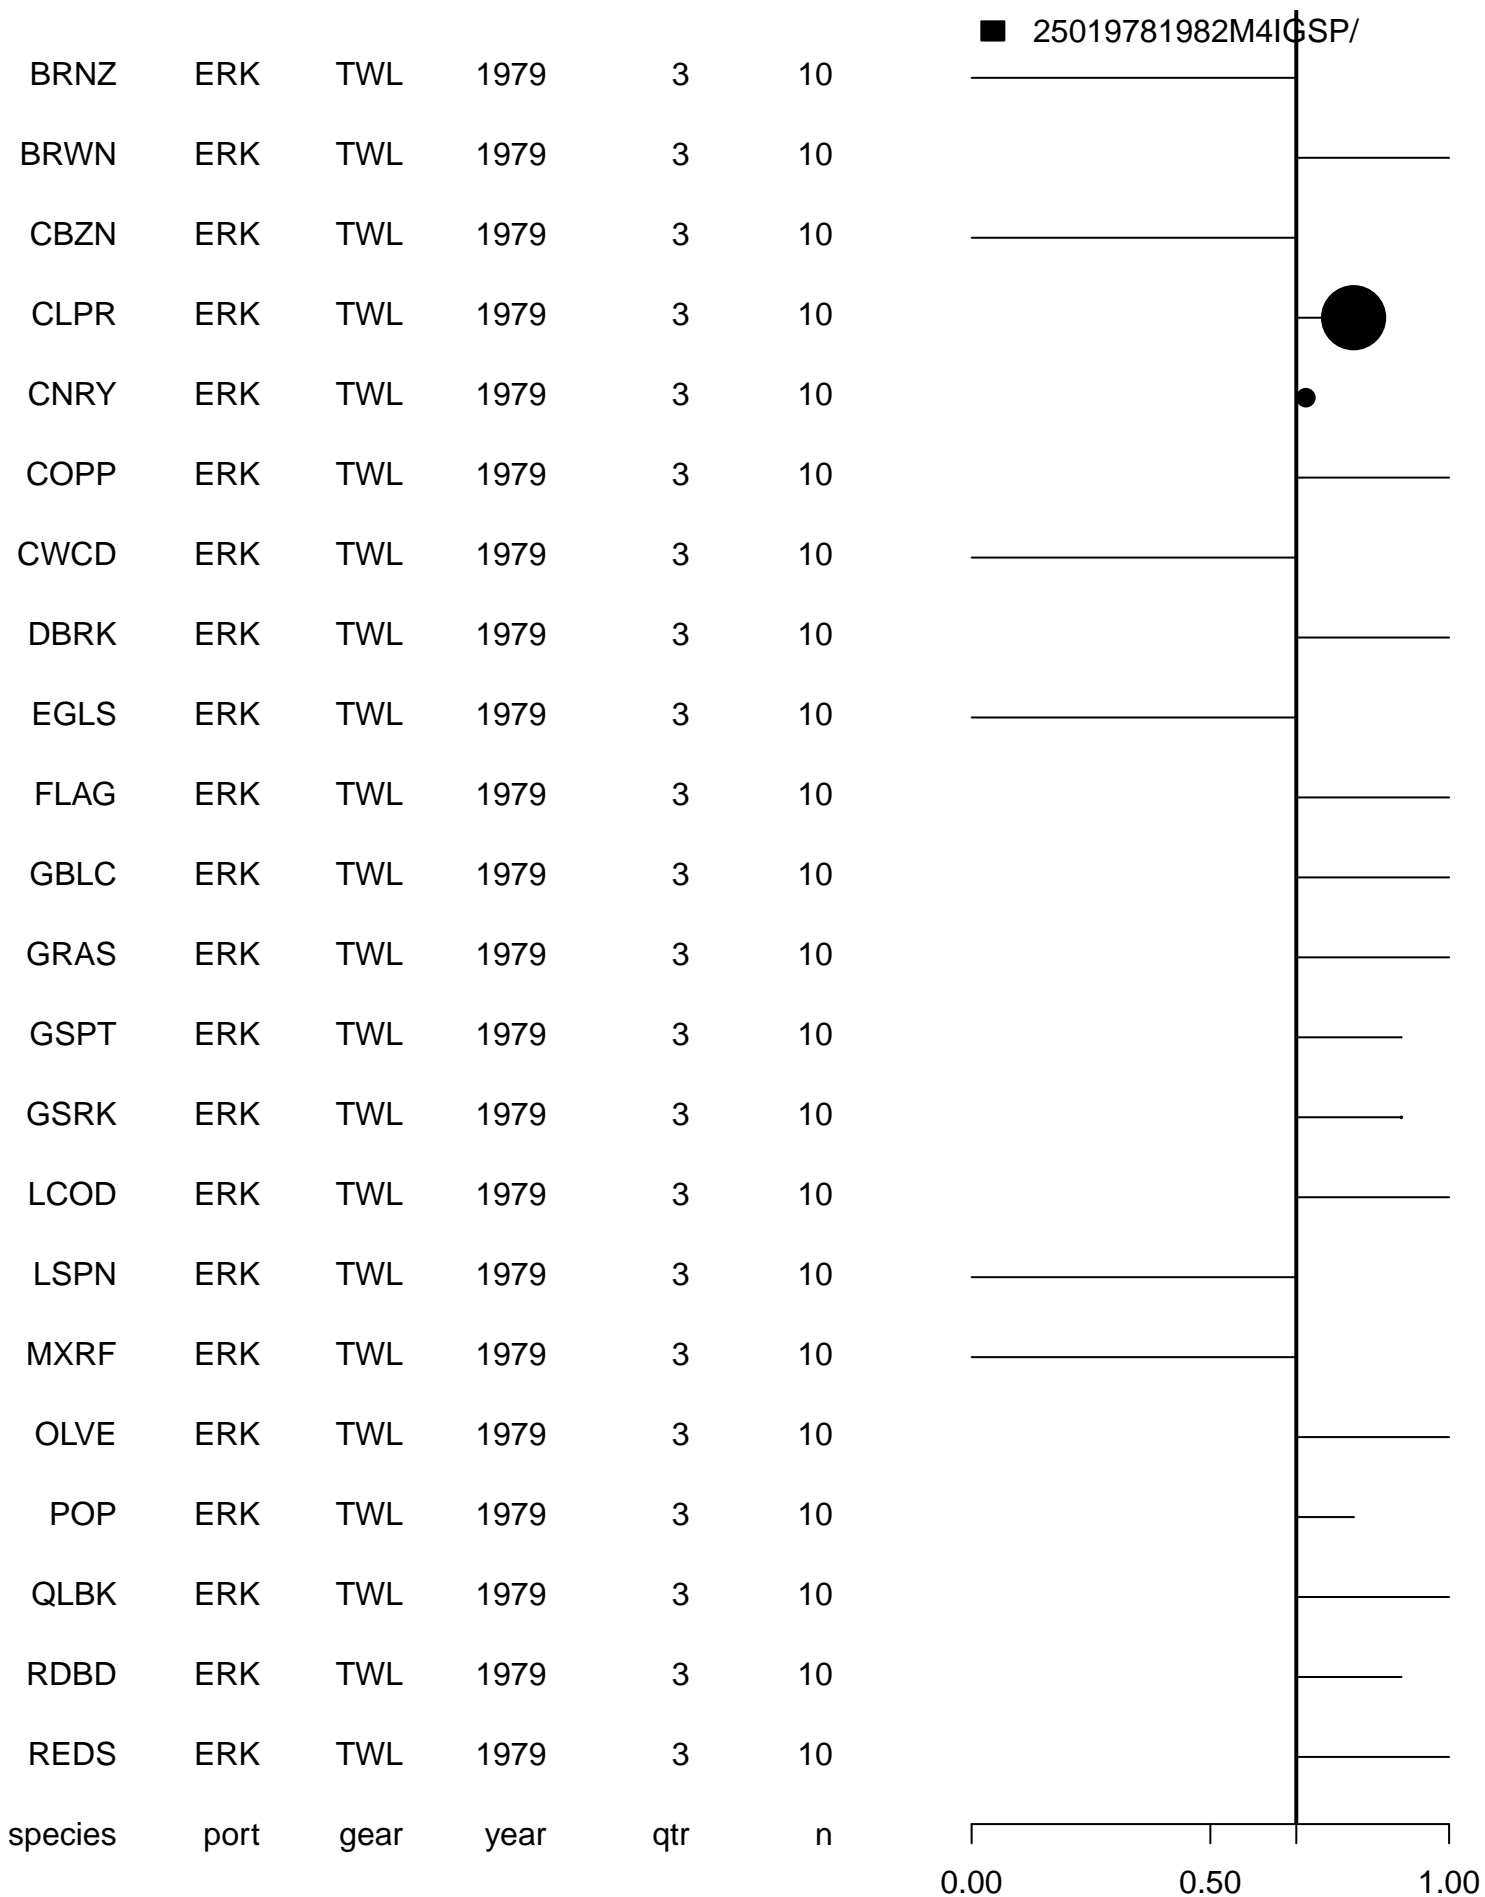 25019781982M4IGSP/
BRNZ ERK TWL 1979 3 10
BRWN ERK TWL 1979 3 10
CBZN ERK TWL 1979 3 10
CLPR ERK TWL 1979 3 10
CNRY ERK TWL 1979 3 10
COPP ERK TWL 1979 3 10
CWCD ERK TWL 1979 3 10
DBRK ERK TWL 1979 3 10
EGLS ERK TWL 1979 3 10
FLAG ERK TWL 1979 3 10
GBLC ERK TWL 1979 3 10
GRAS ERK TWL 1979 3 10
GSPT ERK TWL 1979 3 10
GSRK ERK TWL 1979 3 10
LCOD ERK TWL 1979 3 10
LSPN ERK TWL 1979 3 10
MXRF ERK TWL 1979 3 10
OLVE ERK TWL 1979 3 10
POP ERK TWL 1979 3 10
QLBK ERK TWL 1979 3 10
RDBD ERK TWL 1979 3 10
REDS ERK TWL 1979 3 10
species port gear year qtr n
0.00 0.50 1.00